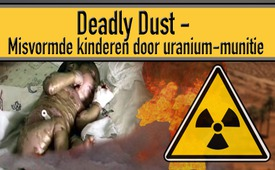 Deadly Dust -
Misvormde kinderen door uranium-munitie